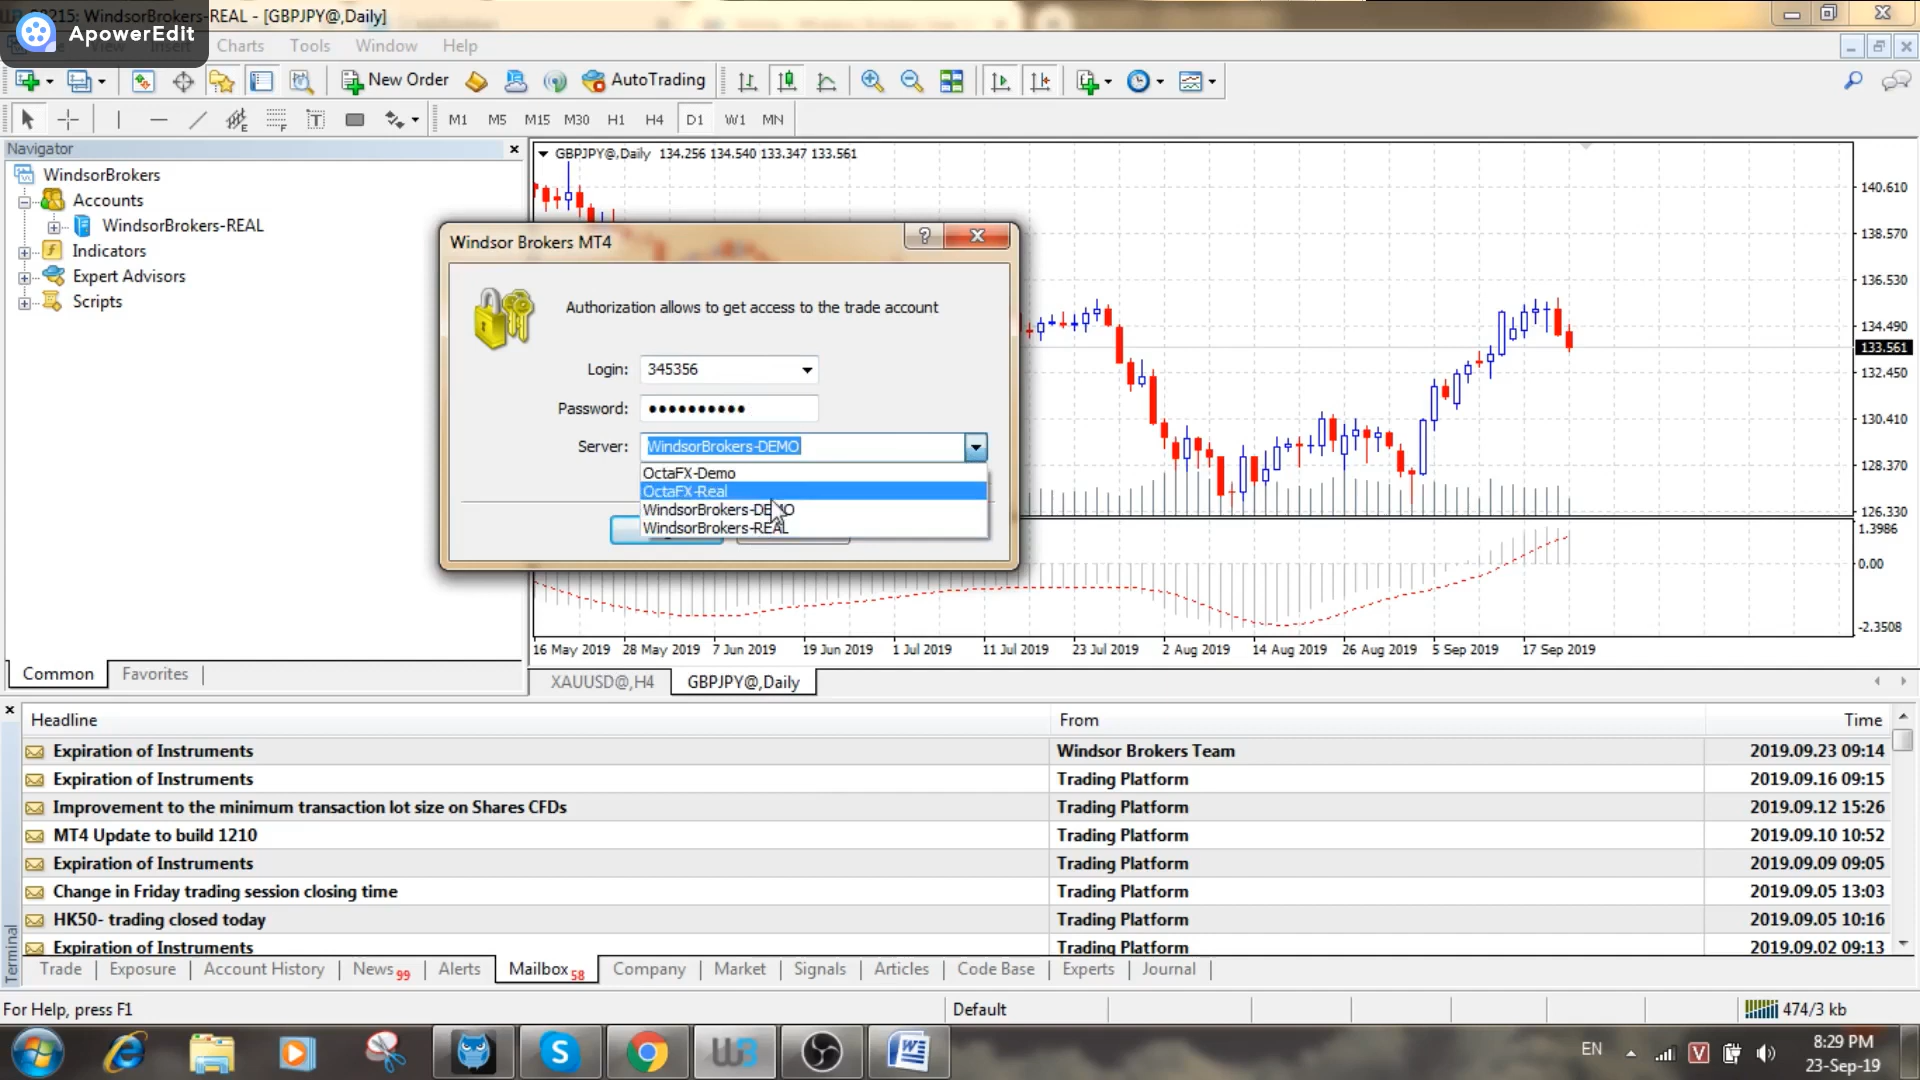 : WindsorBrokers-REAL - [GBPJPY@,Daily]
ApowerEdit
Charts Tools Window Help
New Order AutoTrading
M1 M5 M15 M30 H1 H4 D1 W1 MN
Navigator
WindsorBrokers
Accounts
WindsorBrokers-REAL
Indicators
Expert Advisors
Scripts
Common Favorites
GBPJPY@,Daily 134.256 134.540 133.347 133.561
140.610
138.570
136.530
134.490
133.561
132.450
130.410
128.370
126.330
1.3986
0.00
-2.3508
16 May 2019 28 May 2019 7 Jun 2019 19 Jun 2019 1 Jul 2019 11 Jul 2019 23 Jul 2019 2 Aug 2019 14 Aug 2019 26 Aug 2019 5 Sep 2019 17 Sep 2019
XAUUSD@,H4 GBPJPY@,Daily
Windsor Brokers MT4
Authorization allows to get access to the trade account
Login: 345356
Password: ••••••••••
Server: WindsorBrokers-DEMO
OctaFX-Demo
OctaFX-Real
WindsorBrokers-DEMO
WindsorBrokers-REAL
Headline From Time
Expiration of Instruments Windsor Brokers Team 2019.09.23 09:14
Expiration of Instruments Trading Platform 2019.09.16 09:15
Improvement to the minimum transaction lot size on Shares CFDs Trading Platform 2019.09.12 15:26
MT4 Update to build 1210 Trading Platform 2019.09.10 10:52
Expiration of Instruments Trading Platform 2019.09.09 09:05
Change in Friday trading session closing time Trading Platform 2019.09.05 13:03
HK50- trading closed today Trading Platform 2019.09.05 10:16
Expiration of Instruments Trading Platform 2019.09.02 09:13
Terminal
Trade Exposure Account History News 99 Alerts Mailbox 58 Company Market Signals Articles Code Base Experts Journal
For Help, press F1 Default 474/3 kb
EN 8:29 PM
23-Sep-19